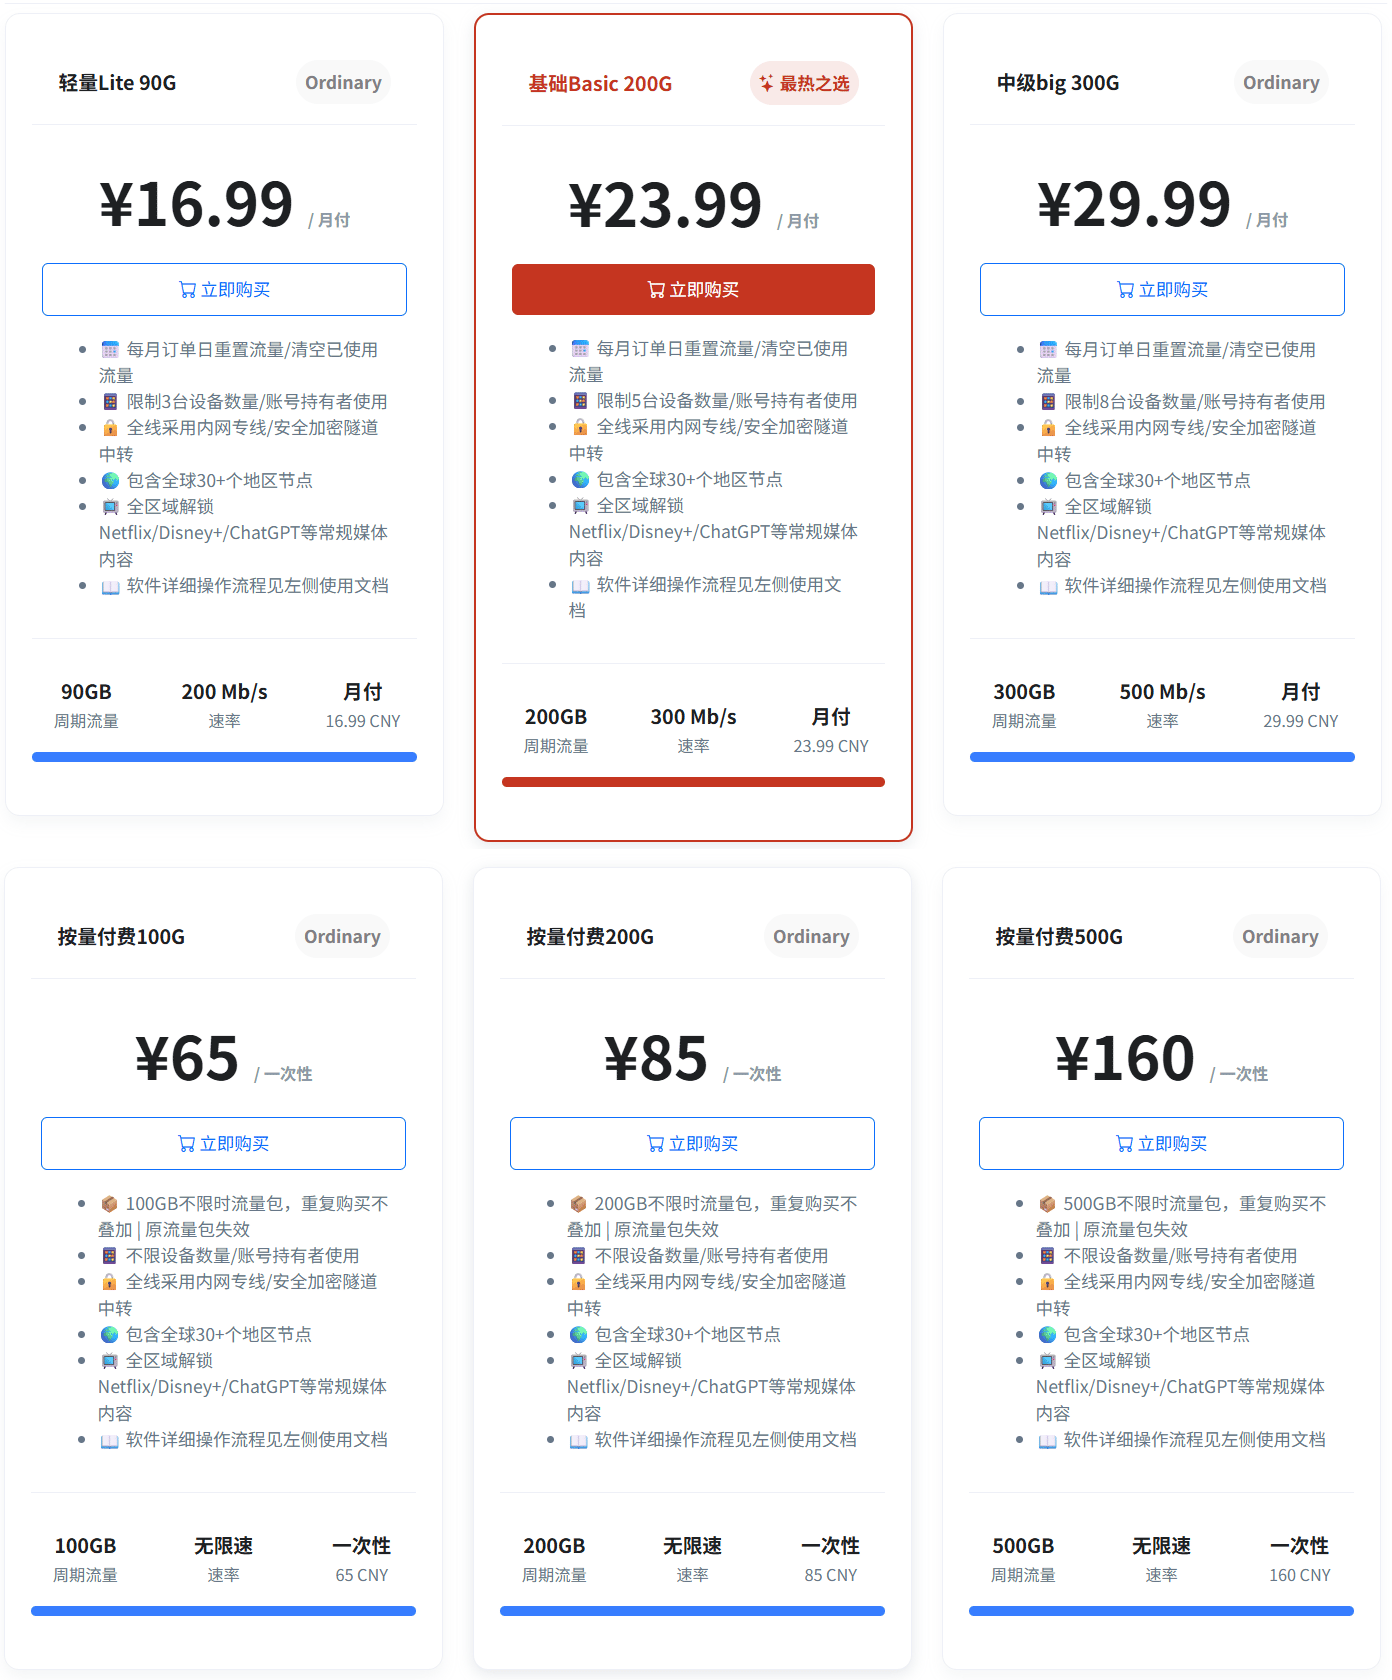 轻量Lite 90G
Ordinary
¥16.99 / 月付
立即购买
每月订单日重置流量/清空已使用
流量
限制3台设备数量/账号持有者使用
全线采用内网专线/安全加密隧道
中转
包含全球30+个地区节点
全区域解锁
Netflix/Disney+/ChatGPT等常规媒体
内容
软件详细操作流程见左侧使用文档
90GB
周期流量
200 Mb/s
速率
月付
16.99 CNY
基础Basic 200G
最热之选
¥23.99 / 月付
立即购买
每月订单日重置流量/清空已使用
流量
限制5台设备数量/账号持有者使用
全线采用内网专线/安全加密隧道
中转
包含全球30+个地区节点
全区域解锁
Netflix/Disney+/ChatGPT等常规媒体
内容
软件详细操作流程见左侧使用文
档
200GB
周期流量
300 Mb/s
速率
月付
23.99 CNY
中级big 300G
Ordinary
¥29.99 / 月付
立即购买
每月订单日重置流量/清空已使用
流量
限制8台设备数量/账号持有者使用
全线采用内网专线/安全加密隧道
中转
包含全球30+个地区节点
全区域解锁
Netflix/Disney+/ChatGPT等常规媒体
内容
软件详细操作流程见左侧使用文档
300GB
周期流量
500 Mb/s
速率
月付
29.99 CNY
按量付费100G
Ordinary
¥65 / 一次性
立即购买
100GB不限时流量包，重复购买不
叠加 | 原流量包失效
不限设备数量/账号持有者使用
全线采用内网专线/安全加密隧道
中转
包含全球30+个地区节点
全区域解锁
Netflix/Disney+/ChatGPT等常规媒体
内容
软件详细操作流程见左侧使用文档
100GB
周期流量
无限速
速率
一次性
65 CNY
按量付费200G
Ordinary
¥85 / 一次性
立即购买
200GB不限时流量包，重复购买不
叠加 | 原流量包失效
不限设备数量/账号持有者使用
全线采用内网专线/安全加密隧道
中转
包含全球30+个地区节点
全区域解锁
Netflix/Disney+/ChatGPT等常规媒体
内容
软件详细操作流程见左侧使用文档
200GB
周期流量
无限速
速率
一次性
85 CNY
按量付费500G
Ordinary
¥160 / 一次性
立即购买
500GB不限时流量包，重复购买不
叠加 | 原流量包失效
不限设备数量/账号持有者使用
全线采用内网专线/安全加密隧道
中转
包含全球30+个地区节点
全区域解锁
Netflix/Disney+/ChatGPT等常规媒体
内容
软件详细操作流程见左侧使用文档
500GB
周期流量
无限速
速率
一次性
160 CNY